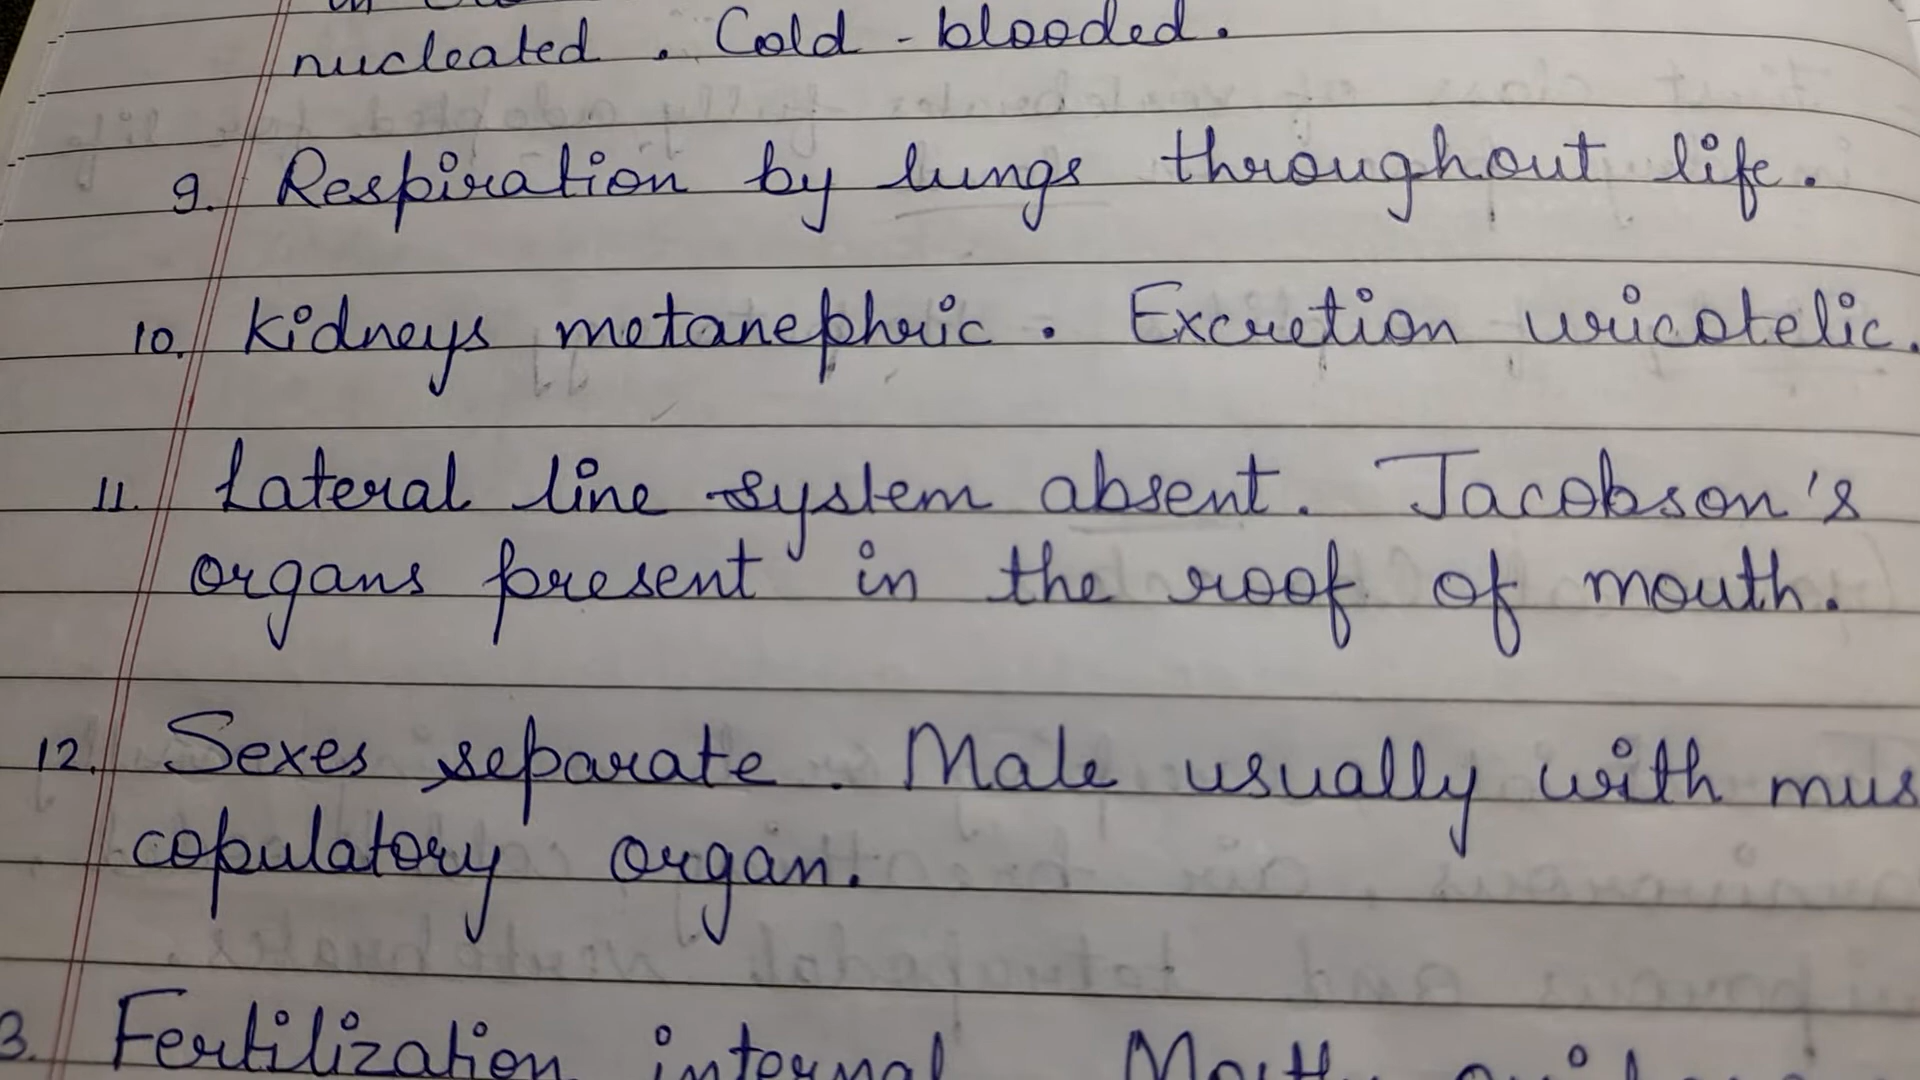 nucleated. Cold-blooded.
9. Respiration by lungs throughout life.
10. Kidneys metanephric. Excretion uricotelic.
11. Lateral line system absent. Jacobson's
organs present in the roof of mouth.
12. Sexes separate. Male usually with mus
copulatory organ.
3. Fertilization internal